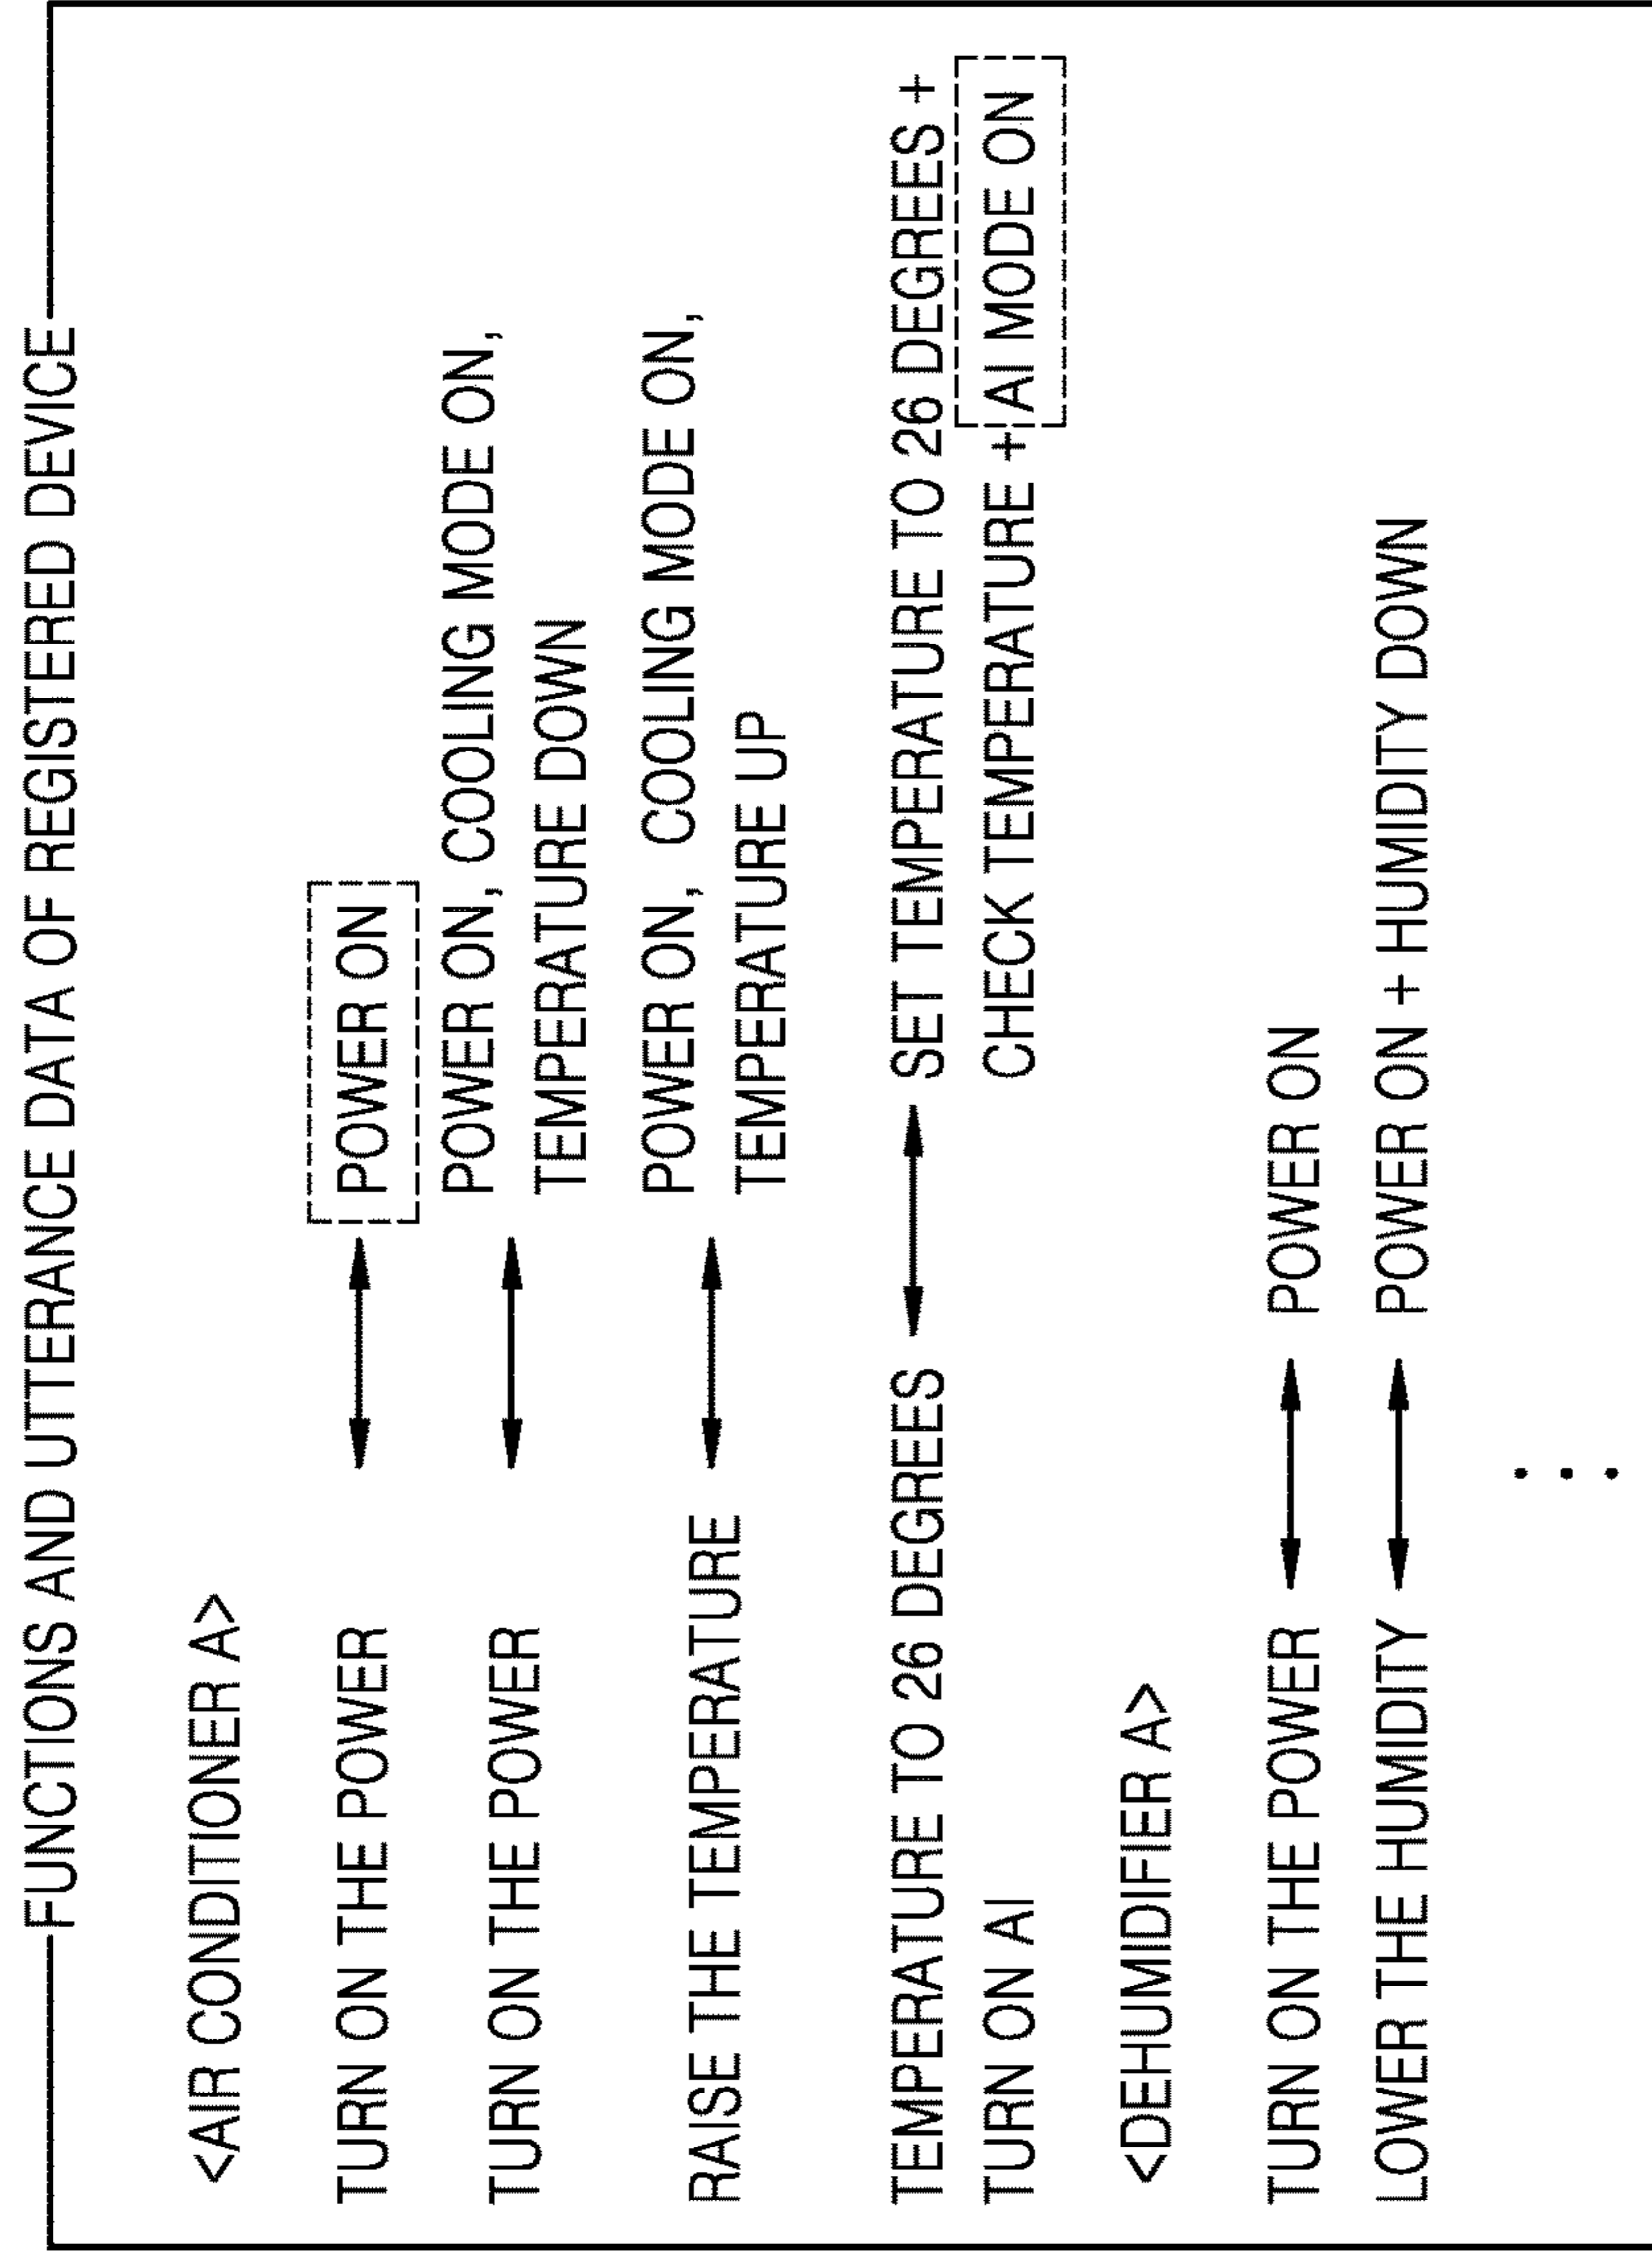 FUNCTIONS AND UTTERANCE DATA OF REGISTERED DEVICE
<AIR CONDITIONER A>
TURN ON THE POWER POWER ON
TURN ON THE POWER POWER ON, COOLING MODE ON,
TEMPERATURE DOWN
RAISE THE TEMPERATURE POWER ON, COOLING MODE ON,
TEMPERATURE UP
TEMPERATURE TO 26 DEGREES SET TEMPERATURE TO 26 DEGREES +
TURN ON AI CHECK TEMPERATURE + AI MODE ON
<DEHUMIDIFIER A>
TURN ON THE POWER POWER ON
LOWER THE HUMIDITY POWER ON + HUMIDITY DOWN